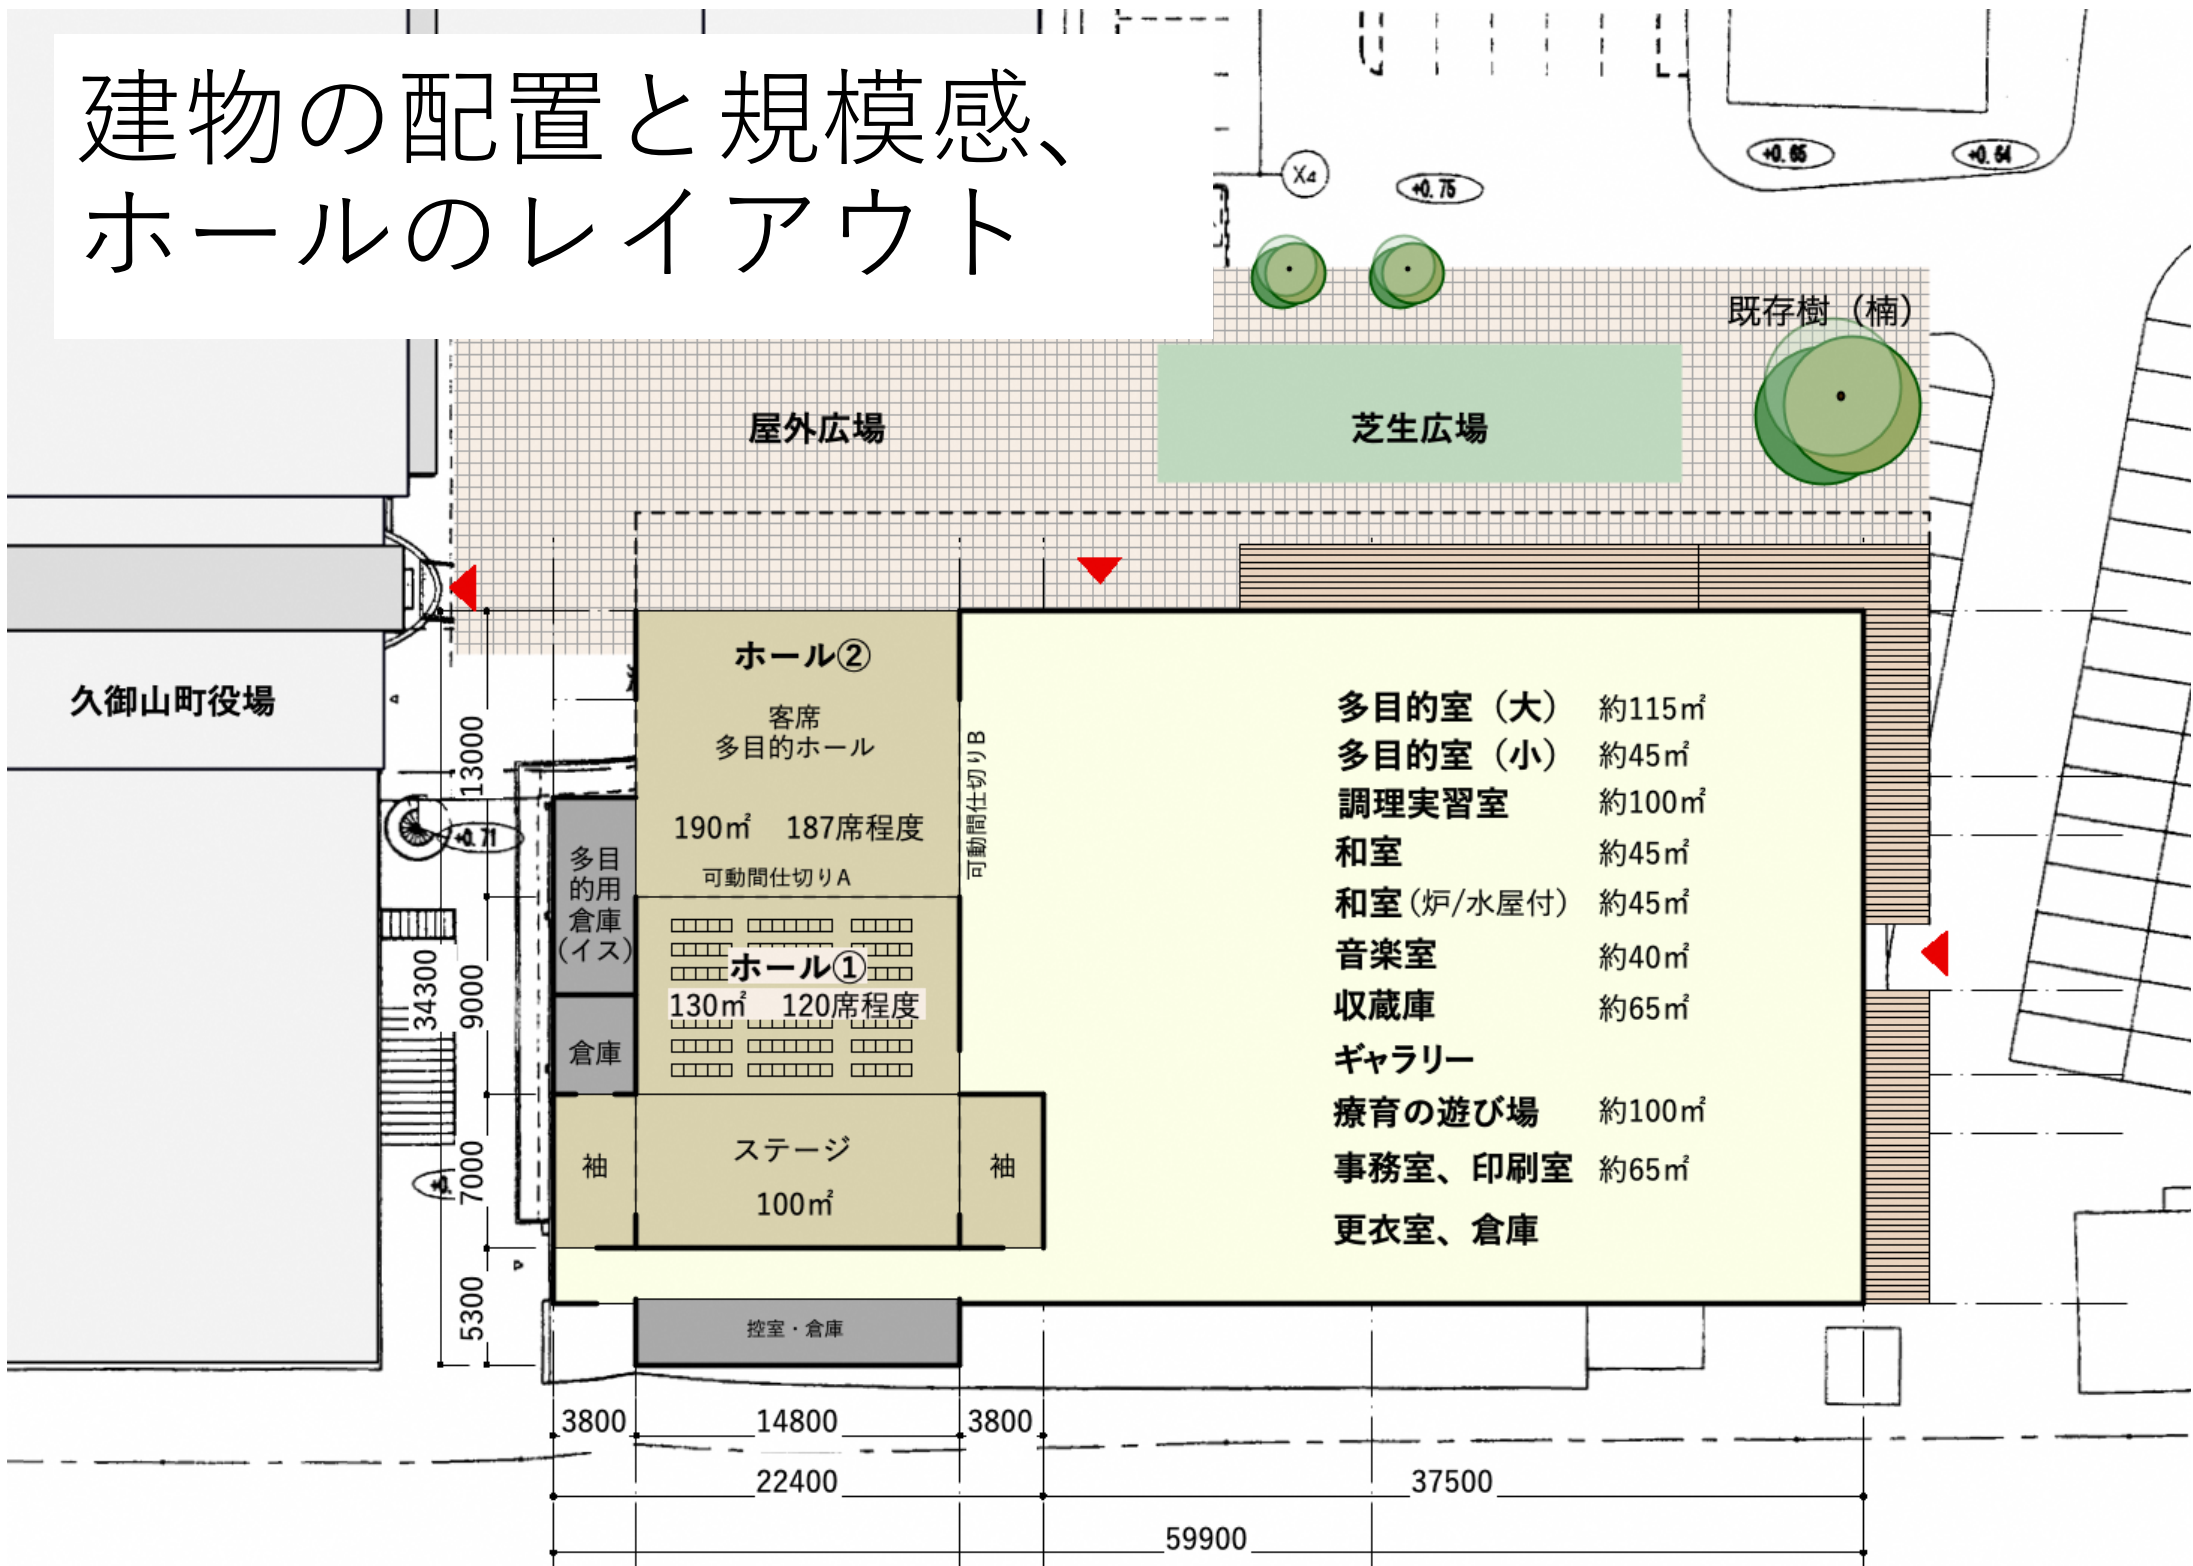 建物の配置と規模感、
ホールのレイアウト
X4
+0.75
+0.65
+0.64
既存樹（楠）
屋外広場
芝生広場
久御山町役場
ホール②
客席
多目的ホール
190㎡ 187席程度
可動間仕切りA
可動間仕切りB
ホール①
130㎡ 120席程度
多目
的用
倉庫
(イス)
倉庫
袖
ステージ
100㎡
袖
控室・倉庫
多目的室（大） 約115㎡
多目的室（小） 約45㎡
調理実習室 約100㎡
和室 約45㎡
和室(炉/水屋付) 約45㎡
音楽室 約40㎡
収蔵庫 約65㎡
ギャラリー
療育の遊び場 約100㎡
事務室、印刷室 約65㎡
更衣室、倉庫
+0.71
13000
9000
34300
7000
5300
3800
14800
3800
22400
37500
59900